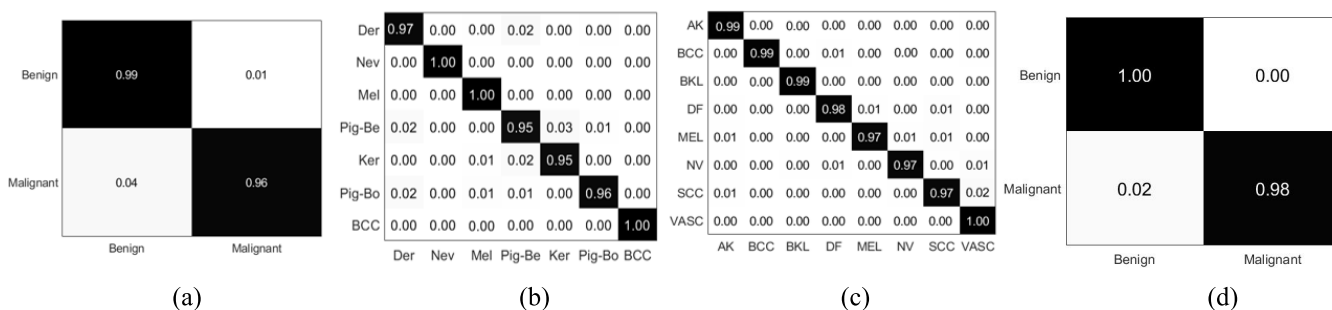 Benign 0.99 0.01
Malignant 0.04 0.96
Benign Malignant
(a)
Der 0.97 0.00 0.00 0.02 0.00 0.00 0.00
Nev 0.00 1.00 0.00 0.00 0.00 0.00 0.00
Mel 0.00 0.00 1.00 0.00 0.00 0.00 0.00
Pig-Be 0.02 0.00 0.00 0.95 0.03 0.01 0.00
Ker 0.00 0.00 0.01 0.02 0.95 0.00 0.00
Pig-Bo 0.02 0.00 0.01 0.01 0.00 0.96 0.00
BCC 0.00 0.00 0.00 0.00 0.00 0.00 1.00
Der Nev Mel Pig-Be Ker Pig-Bo BCC
(b)
AK 0.99 0.00 0.00 0.00 0.00 0.00 0.00 0.00
BCC 0.00 0.99 0.00 0.01 0.00 0.00 0.00 0.00
BKL 0.00 0.00 0.99 0.00 0.00 0.00 0.00 0.00
DF 0.00 0.00 0.00 0.98 0.01 0.00 0.01 0.00
MEL 0.01 0.00 0.00 0.00 0.97 0.01 0.01 0.00
NV 0.00 0.00 0.00 0.01 0.00 0.97 0.00 0.01
SCC 0.01 0.00 0.00 0.00 0.00 0.00 0.97 0.02
VASC 0.00 0.00 0.00 0.00 0.00 0.00 0.00 1.00
AK BCC BKL DF MEL NV SCC VASC
(c)
Benign 1.00 0.00
Malignant 0.02 0.98
Benign Malignant
(d)